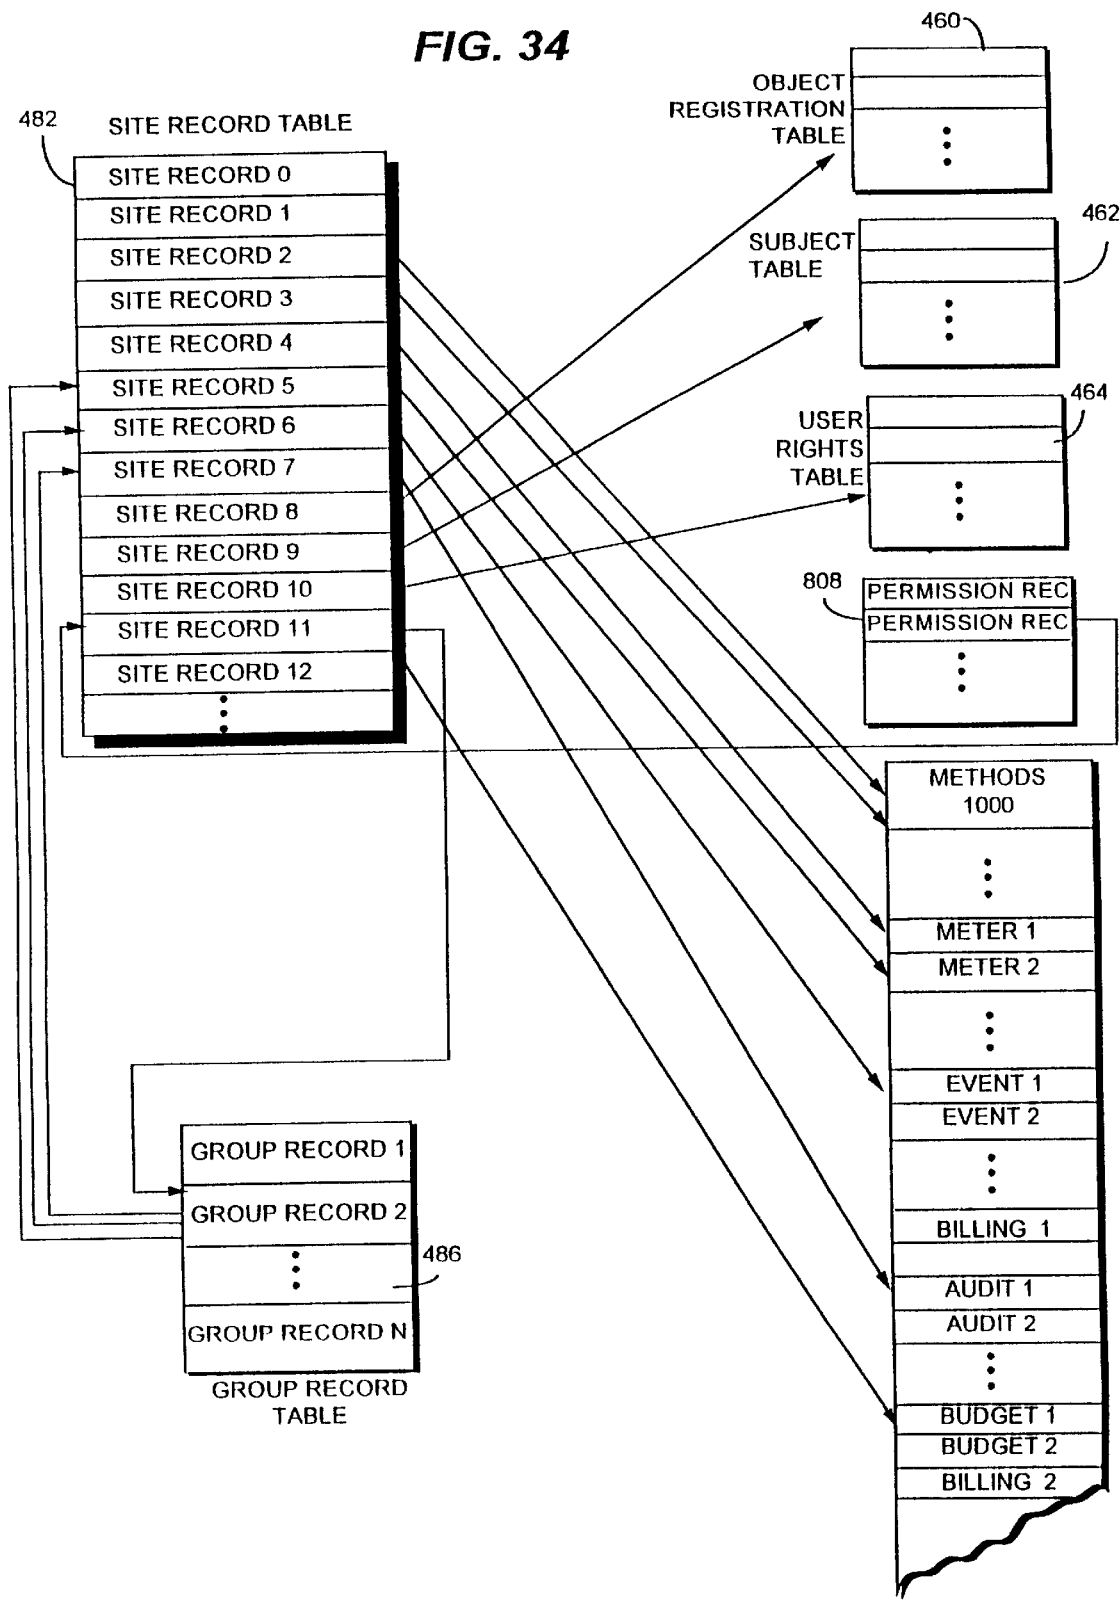 FIG. 34
460
OBJECT
REGISTRATION
TABLE
482
SITE RECORD TABLE
SITE RECORD 0
SITE RECORD 1
SITE RECORD 2
SITE RECORD 3
SITE RECORD 4
SITE RECORD 5
SITE RECORD 6
SITE RECORD 7
SITE RECORD 8
SITE RECORD 9
SITE RECORD 10
SITE RECORD 11
SITE RECORD 12
462
SUBJECT
TABLE
464
USER
RIGHTS
TABLE
808
PERMISSION REC
PERMISSION REC
METHODS
1000
METER 1
METER 2
EVENT 1
EVENT 2
BILLING 1
AUDIT 1
AUDIT 2
BUDGET 1
BUDGET 2
BILLING 2
GROUP RECORD 1
GROUP RECORD 2
486
GROUP RECORD N
GROUP RECORD
TABLE